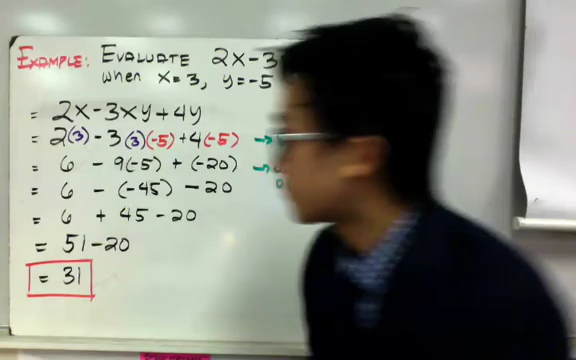 EXAMPLE: EVALUATE 2x-3
when x=3, y=-5
= 2x-3xy+4y
= 2(3)-3(3)(-5)+4(-5) →
= 6 - 9(-5) + (-20) →
= 6 - (-45) - 20
= 6 + 45 - 20
= 51-20
= 31